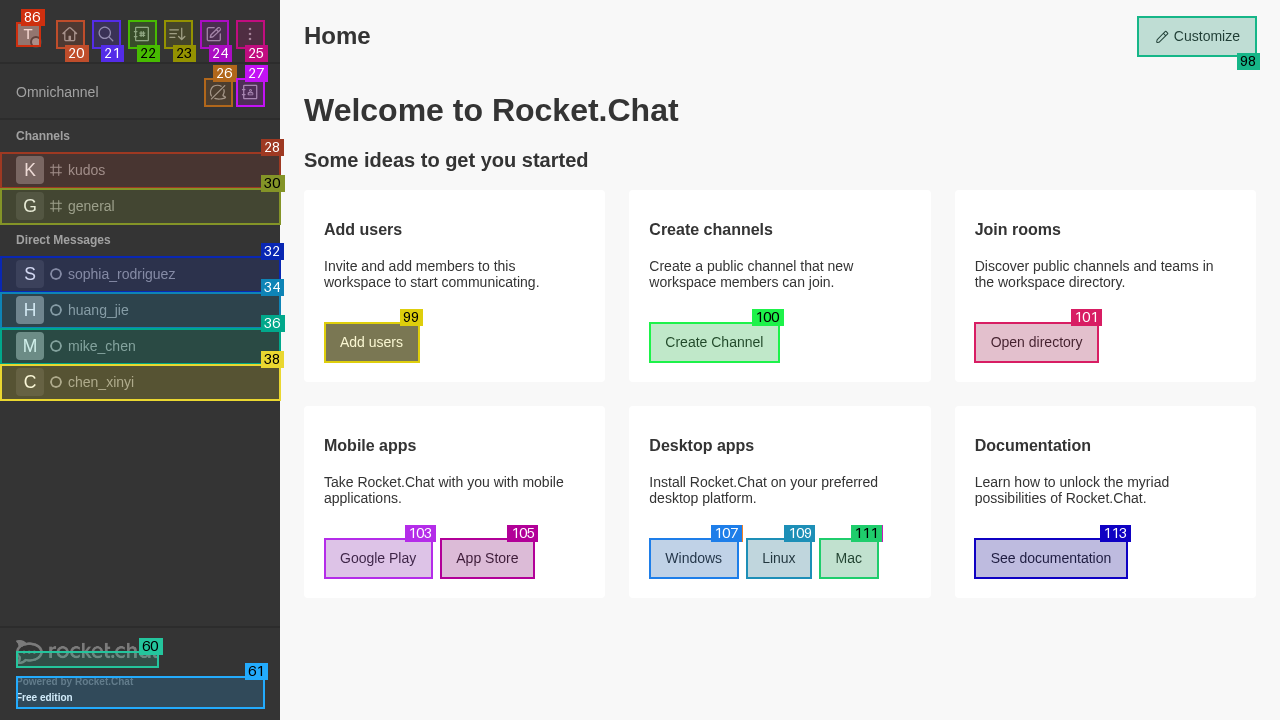 86
T
20
21
22
23
24
25
Omnichannel
26
27
Channels
28
K kudos
30
G general
Direct Messages
32
S sophia_rodriguez
34
H huang_jie
36
M mike_chen
38
C chen_xinyi
60
rocket.chat
61
Powered by Rocket.Chat
Free edition
Home
Customize
98
Welcome to Rocket.Chat
Some ideas to get you started
Add users
Invite and add members to this
workspace to start communicating.
99
Add users
Create channels
Create a public channel that new
workspace members can join.
100
Create Channel
Join rooms
Discover public channels and teams in
the workspace directory.
101
Open directory
Mobile apps
Take Rocket.Chat with you with mobile
applications.
103
Google Play
105
App Store
Desktop apps
Install Rocket.Chat on your preferred
desktop platform.
107
Windows
109
Linux
111
Mac
Documentation
Learn how to unlock the myriad
possibilities of Rocket.Chat.
113
See documentation